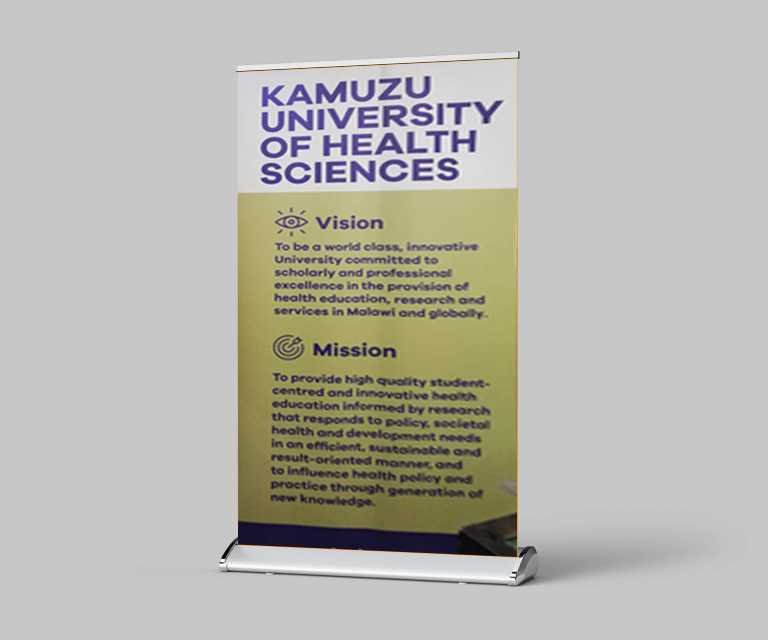 KAMUZU
UNIVERSITY
OF HEALTH
SCIENCES
Vision
To be a world class, innovative
University committed to
scholarly and professional
excellence in the provision of
health education, research and
services in Malawi and globally.
Mission
To provide high quality student-
centred and innovative health
education informed by research
that responds to policy, societal
health and development needs
in an efficient, sustainable and
result-oriented manner, and
to influence health policy and
practice through generation of
new knowledge.